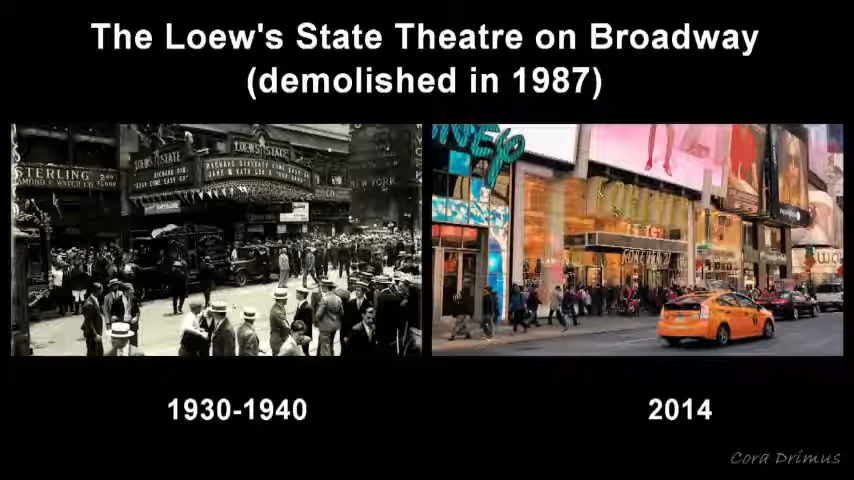 The Loew's State Theatre on Broadway
(demolished in 1987)
STERLING
LOEW'S STATE
LOEW'S STATE
NEW YORK
FOREVER
1930-1940
2014
Cora Drimus